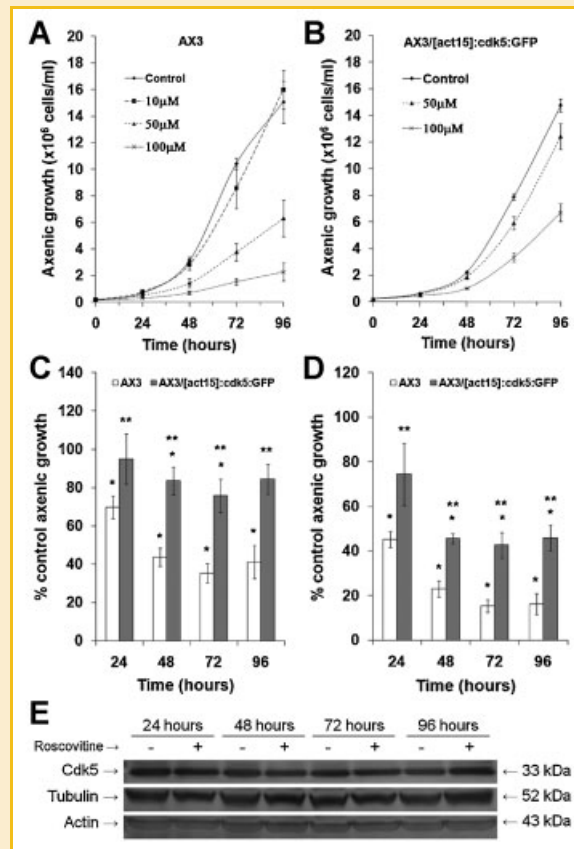 A
AX3
Control
10µM
50µM
100µM
Axenic growth (x10⁶ cells/ml)
18
16
14
12
10
8
6
4
2
0
0 24 48 72 96
Time (hours)
B
AX3/[act15]:cdk5:GFP
Control
50µM
100µM
Axenic growth (x10⁶ cells/ml)
18
16
14
12
10
8
6
4
2
0
0 24 48 72 96
Time (hours)
C
AX3 AX3/[act15]:cdk5:GFP
% control axenic growth
140
120
100
80
60
40
20
0
** ** ** **
* * * *
* * * *
24 48 72 96
Time (hours)
D
AX3 AX3/[act15]:cdk5:GFP
% control axenic growth
120
100
80
60
40
20
0
** ** ** **
* * * *
* * * *
24 48 72 96
Time (hours)
E
24 hours 48 hours 72 hours 96 hours
Roscovitine → - + - + - + - +
Cdk5 → ← 33 kDa
Tubulin → ← 52 kDa
Actin → ← 43 kDa